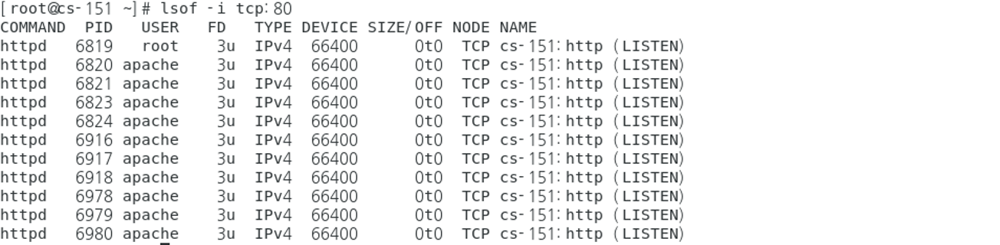 [root@cs-151 ~]# lsof -i tcp:80
COMMAND  PID   USER   FD   TYPE DEVICE SIZE/OFF NODE NAME
httpd   6819   root    3u  IPv4  66400      0t0  TCP cs-151:http (LISTEN)
httpd   6820 apache    3u  IPv4  66400      0t0  TCP cs-151:http (LISTEN)
httpd   6821 apache    3u  IPv4  66400      0t0  TCP cs-151:http (LISTEN)
httpd   6823 apache    3u  IPv4  66400      0t0  TCP cs-151:http (LISTEN)
httpd   6824 apache    3u  IPv4  66400      0t0  TCP cs-151:http (LISTEN)
httpd   6916 apache    3u  IPv4  66400      0t0  TCP cs-151:http (LISTEN)
httpd   6917 apache    3u  IPv4  66400      0t0  TCP cs-151:http (LISTEN)
httpd   6918 apache    3u  IPv4  66400      0t0  TCP cs-151:http (LISTEN)
httpd   6978 apache    3u  IPv4  66400      0t0  TCP cs-151:http (LISTEN)
httpd   6979 apache    3u  IPv4  66400      0t0  TCP cs-151:http (LISTEN)
httpd   6980 apache    3u  IPv4  66400      0t0  TCP cs-151:http (LISTEN)